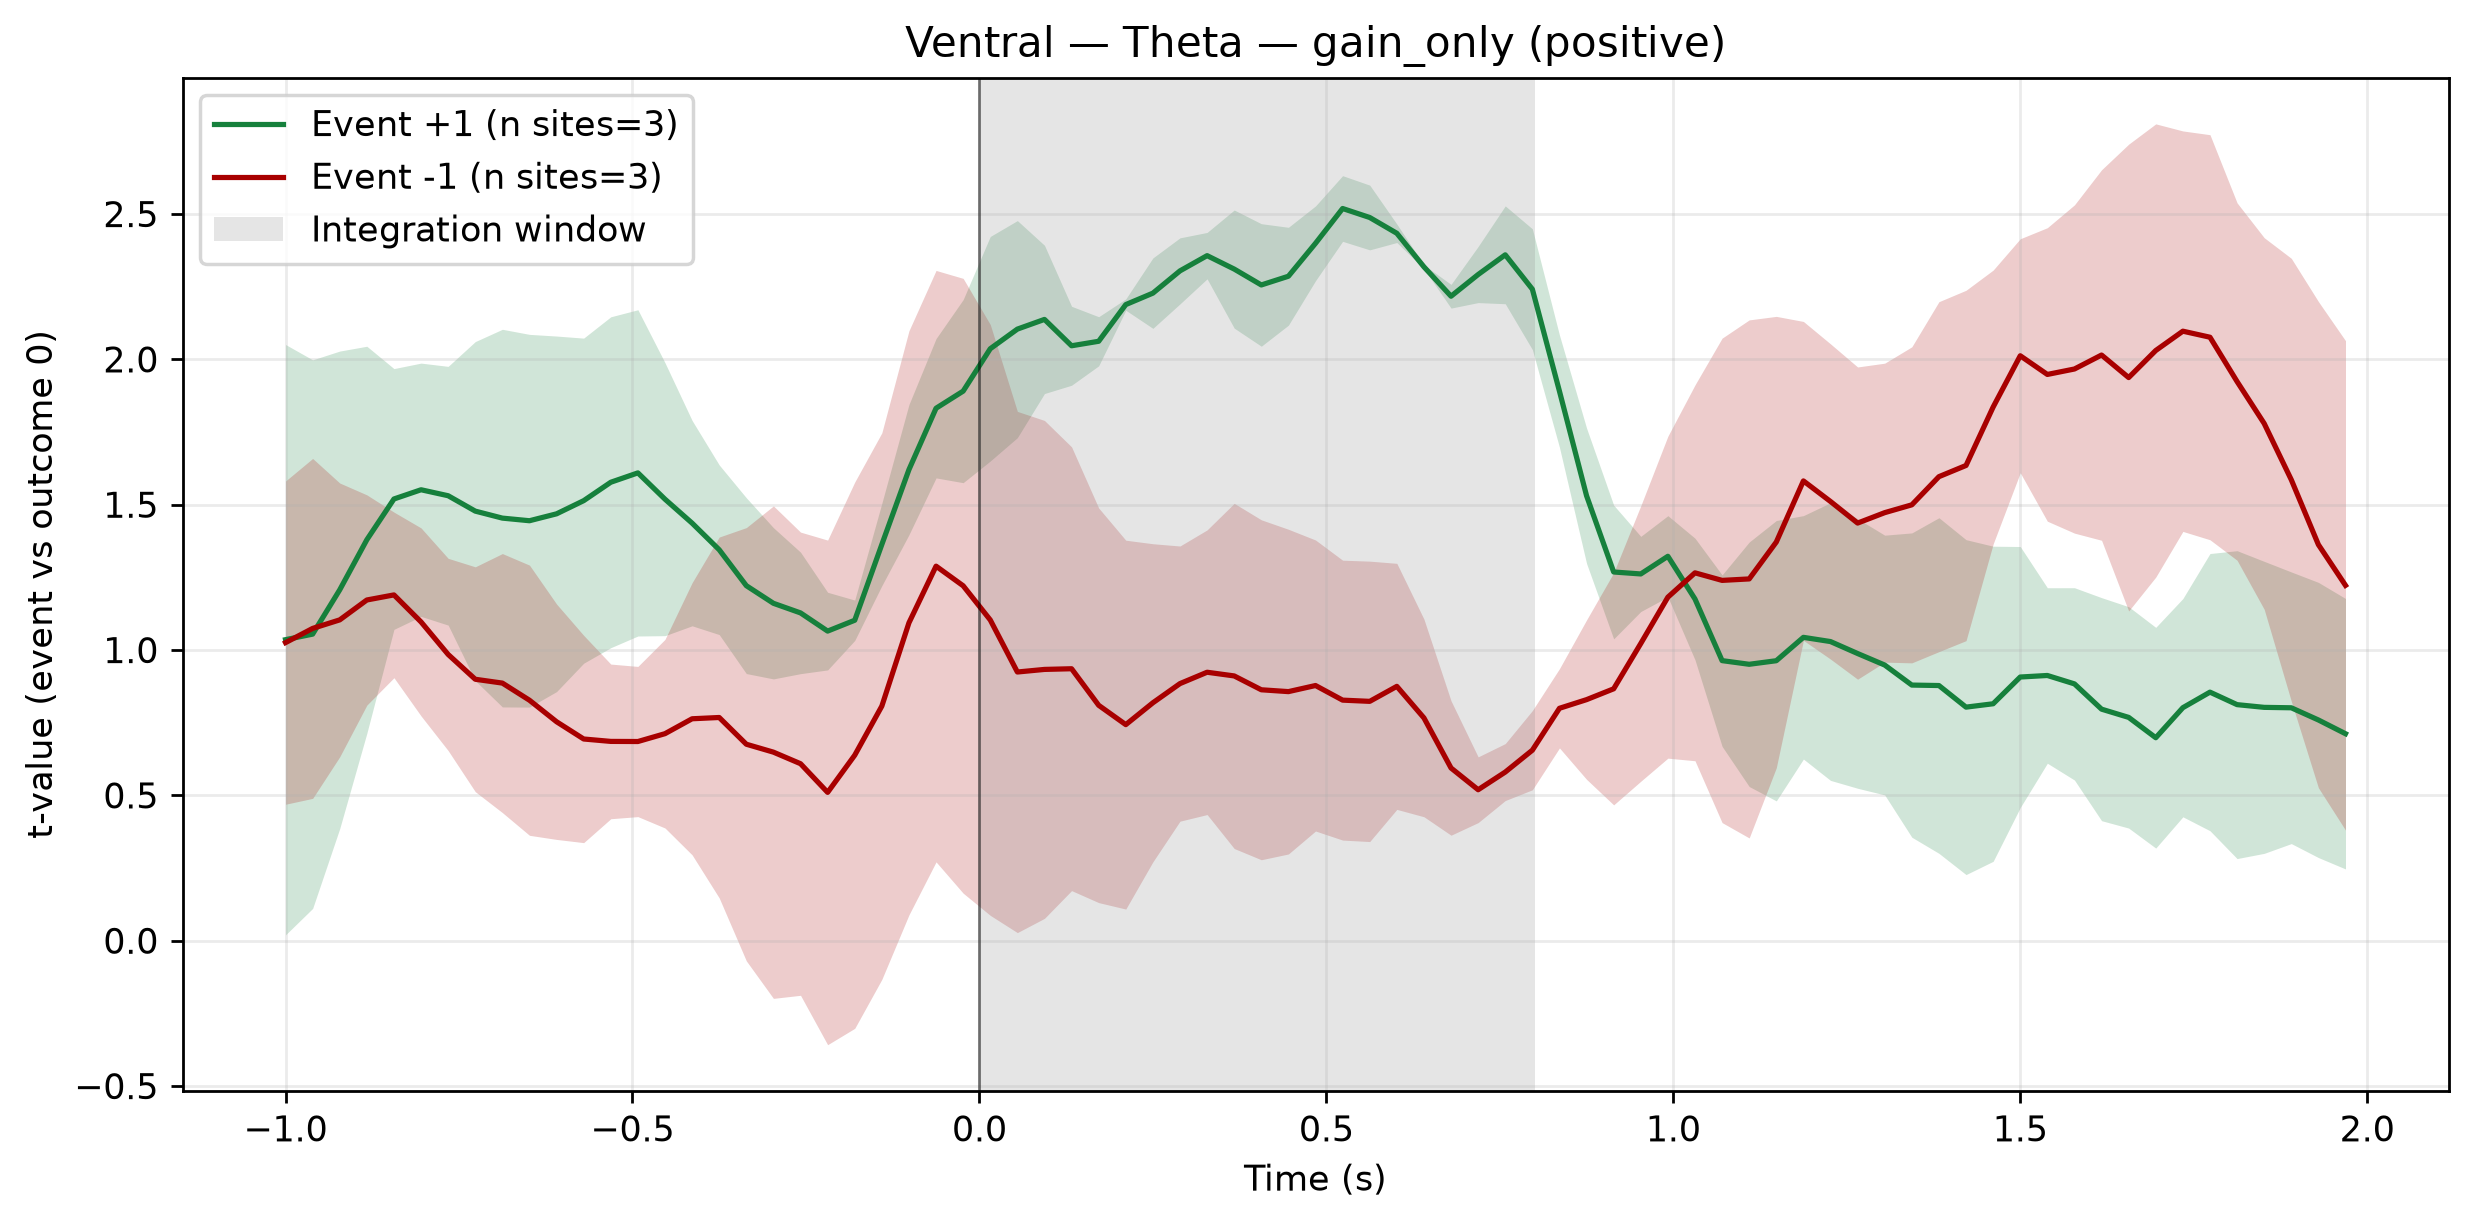 Ventral — Theta — gain_only (positive)
Event +1 (n sites=3)
Event -1 (n sites=3)
Integration window
t-value (event vs outcome 0)
2.5
2.0
1.5
1.0
0.5
0.0
−0.5
−1.0 −0.5 0.0 0.5 1.0 1.5 2.0
Time (s)